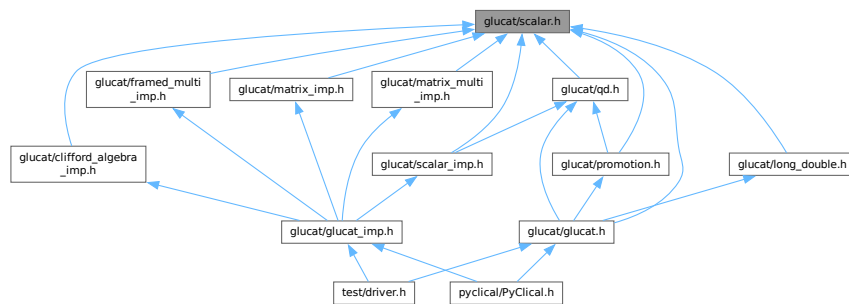 glucat/scalar.h
glucat/framed_multi
_imp.h
glucat/matrix_imp.h
glucat/matrix_multi
_imp.h
glucat/qd.h
glucat/clifford_algebra
_imp.h
glucat/scalar_imp.h
glucat/promotion.h
glucat/long_double.h
glucat/glucat_imp.h
glucat/glucat.h
test/driver.h
pyclical/PyClical.h